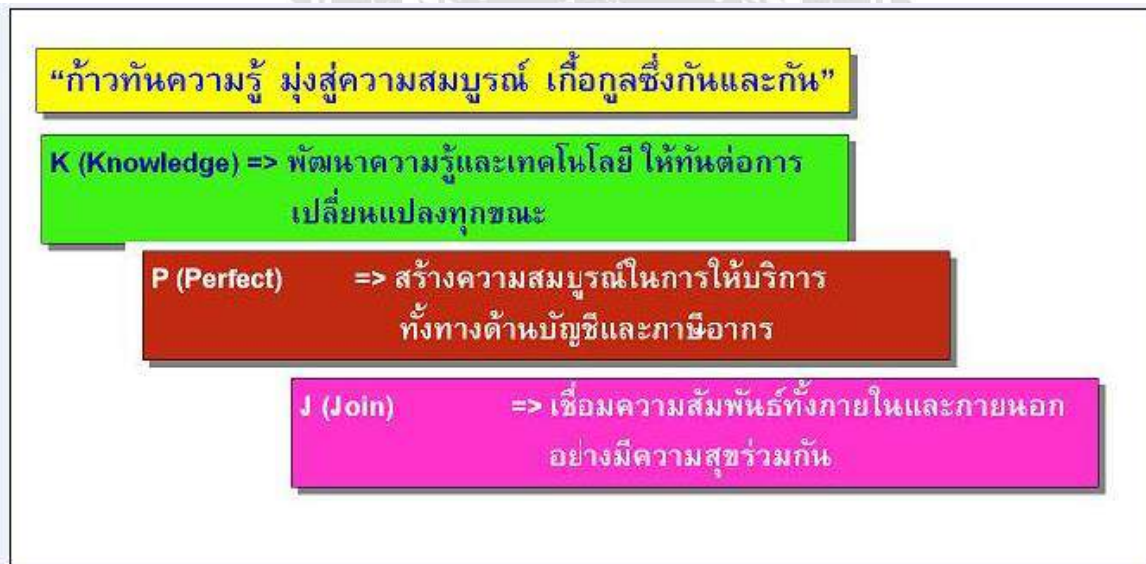 “ก้าวทันความรู้ มุ่งสู่ความสมบูรณ์ เกื้อกูลซึ่งกันและกัน”
K (Knowledge) => พัฒนาความรู้และเทคโนโลยี ให้ทันต่อการ
เปลี่ยนแปลงทุกขณะ
P (Perfect) => สร้างความสมบูรณ์ในการให้บริการ
ทั้งทางด้านบัญชีและภาษีอากร
J (Join) => เชื่อมความสัมพันธ์ทั้งภายในและภายนอก
อย่างมีความสุขร่วมกัน